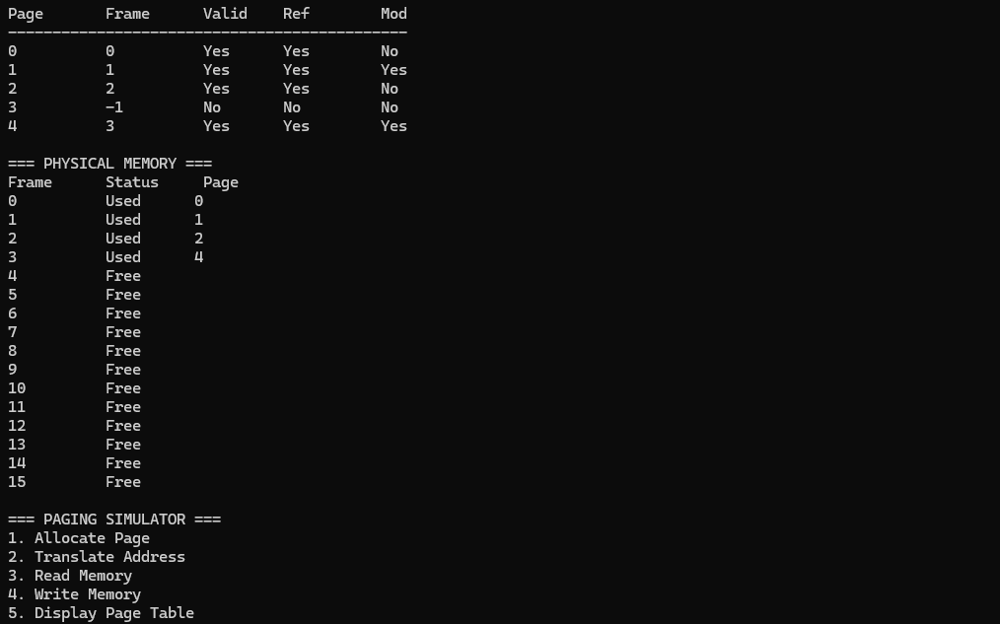 Page Frame Valid Ref Mod
---------------------------------------------
0 0 Yes Yes No
1 1 Yes Yes Yes
2 2 Yes Yes No
3 -1 No No No
4 3 Yes Yes Yes
=== PHYSICAL MEMORY ===
Frame Status Page
0 Used 0
1 Used 1
2 Used 2
3 Used 4
4 Free
5 Free
6 Free
7 Free
8 Free
9 Free
10 Free
11 Free
12 Free
13 Free
14 Free
15 Free
=== PAGING SIMULATOR ===
1. Allocate Page
2. Translate Address
3. Read Memory
4. Write Memory
5. Display Page Table